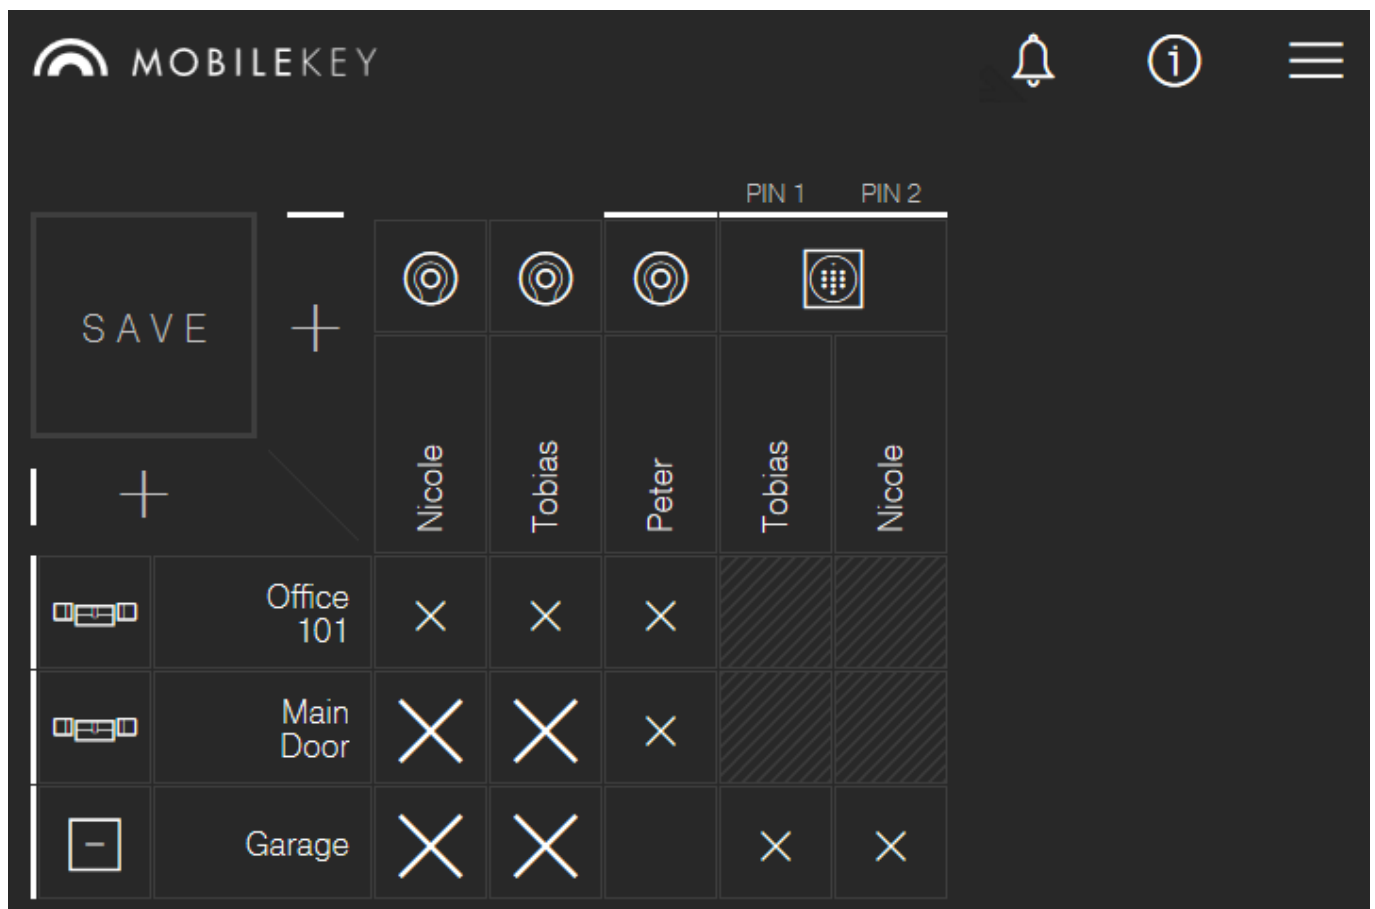 MOBILEKEY
PIN 1 PIN 2
SAVE
Nicole Tobias Peter Tobias Nicole
Office
101
Main
Door
Garage